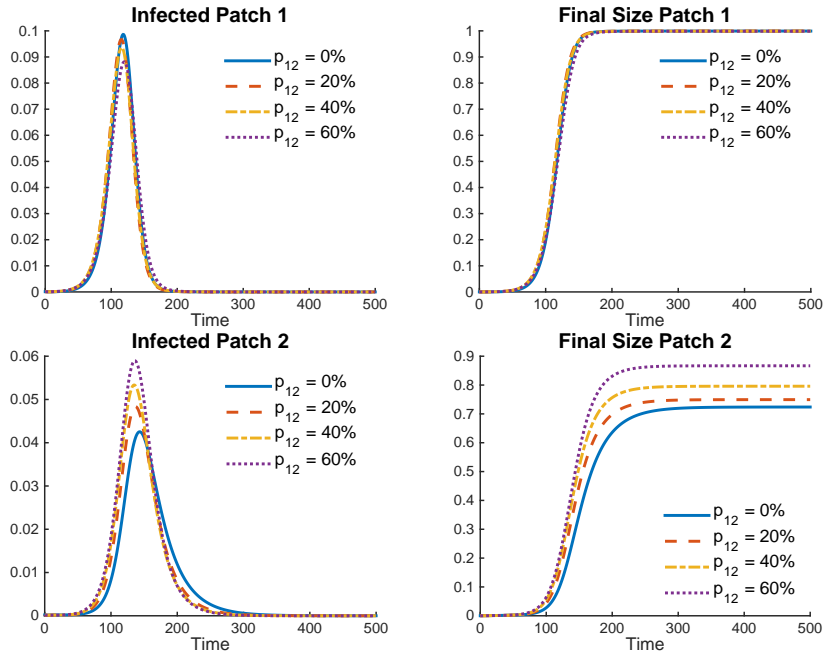 Infected Patch 1
0.1
0.09
0.08
0.07
0.06
0.05
0.04
0.03
0.02
0.01
0
0 100 200 300 400 500
Time
p12 = 0%
p12 = 20%
p12 = 40%
p12 = 60%
Final Size Patch 1
1
0.9
0.8
0.7
0.6
0.5
0.4
0.3
0.2
0.1
0
0 100 200 300 400 500
Time
p12 = 0%
p12 = 20%
p12 = 40%
p12 = 60%
Infected Patch 2
0.06
0.05
0.04
0.03
0.02
0.01
0
0 100 200 300 400 500
Time
p12 = 0%
p12 = 20%
p12 = 40%
p12 = 60%
Final Size Patch 2
0.9
0.8
0.7
0.6
0.5
0.4
0.3
0.2
0.1
0
0 100 200 300 400 500
Time
p12 = 0%
p12 = 20%
p12 = 40%
p12 = 60%